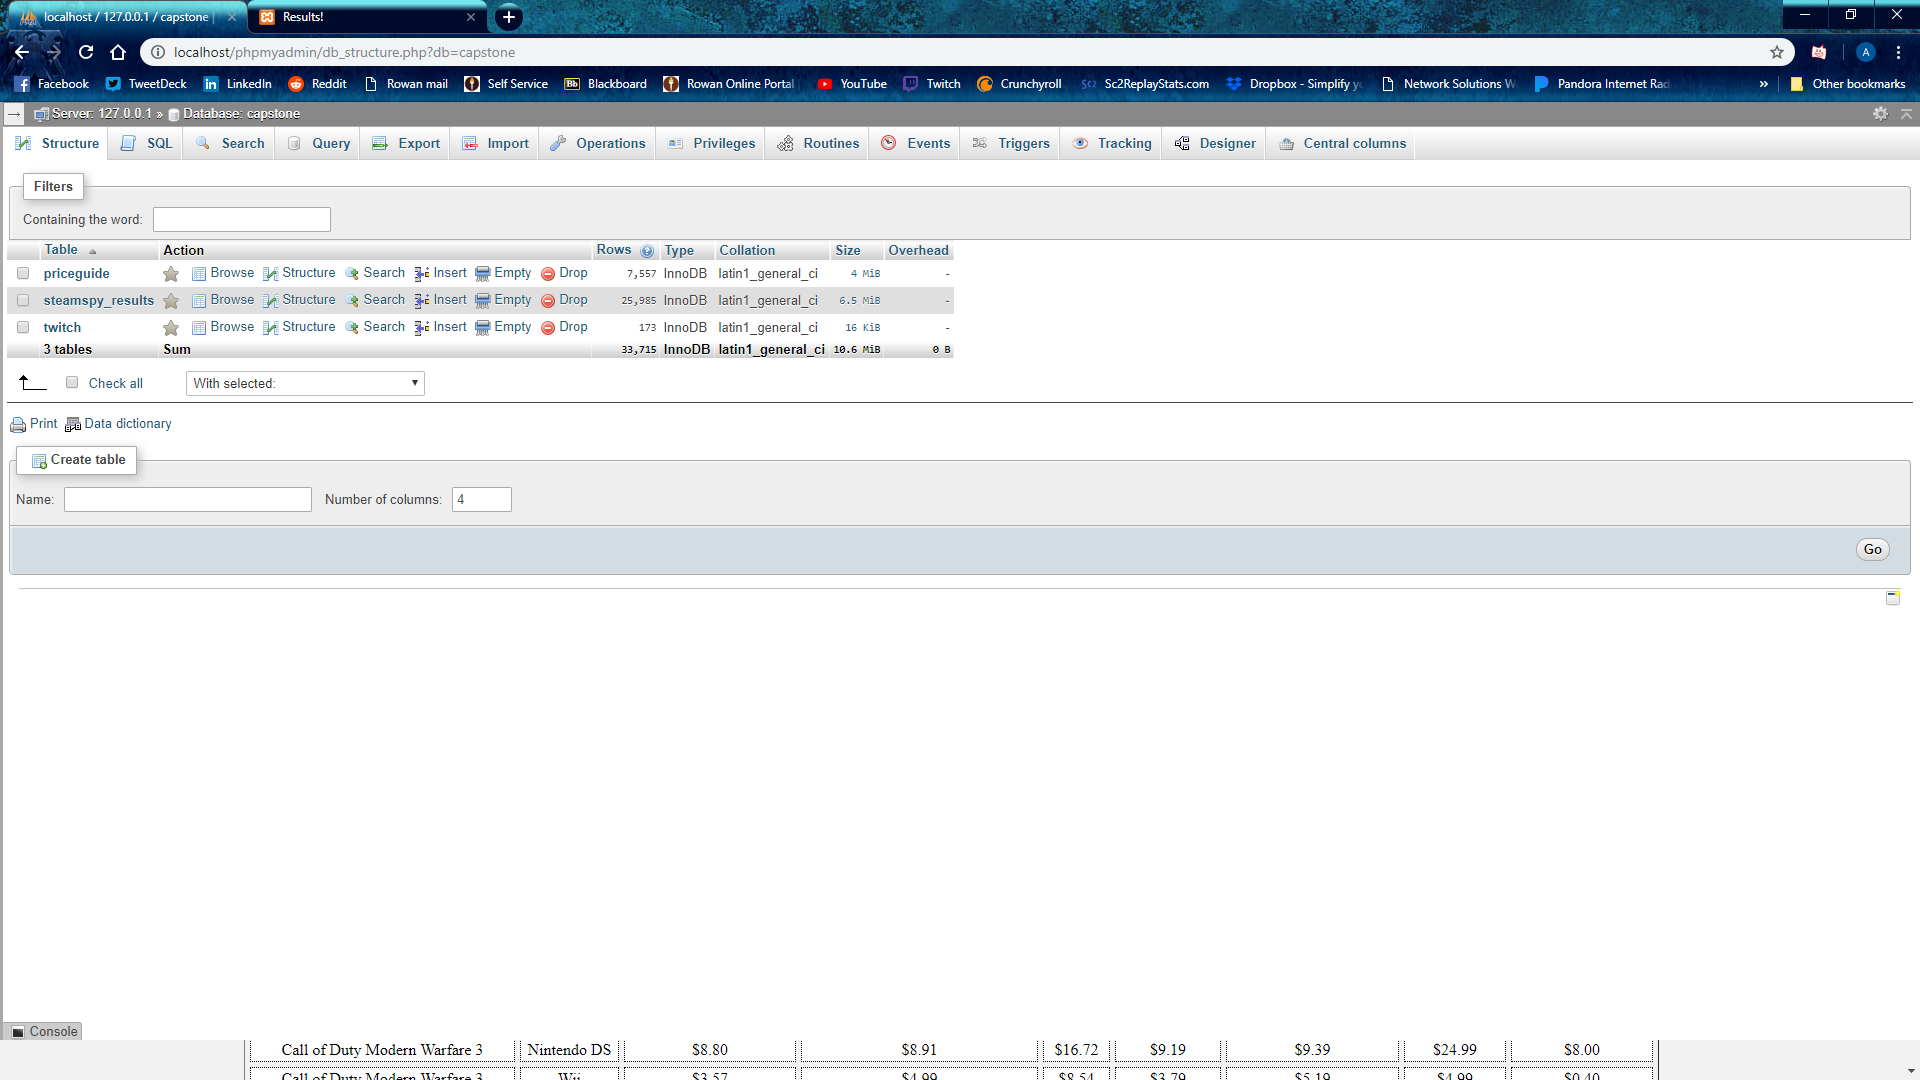 localhost / 127.0.0.1 / capstone | Results!
localhost/phpmyadmin/db_structure.php?db=capstone A
Facebook TweetDeck LinkedIn Reddit Rowan mail Self Service Bb Blackboard Rowan Online Portal YouTube Twitch Crunchyroll Sc2ReplayStats.com Dropbox - Simplify Network Solutions W Pandora Internet Rad » Other bookmarks
Server: 127.0.0.1 » Database: capstone
Structure SQL Search Query Export Import Operations Privileges Routines Events Triggers Tracking Designer Central columns
Filters
Containing the word:
Table Action Rows Type Collation Size Overhead
priceguide Browse Structure Search Insert Empty Drop 7,557 InnoDB latin1_general_ci 4 MiB -
steamspy_results Browse Structure Search Insert Empty Drop 25,985 InnoDB latin1_general_ci 6.5 MiB -
twitch Browse Structure Search Insert Empty Drop 173 InnoDB latin1_general_ci 16 KiB -
3 tables Sum 33,715 InnoDB latin1_general_ci 10.6 MiB 0 B
Check all With selected:
Print Data dictionary
Create table
Name: Number of columns: 4
Go
Console
Call of Duty Modern Warfare 3 Nintendo DS $8.80 $8.91 $16.72 $9.19 $9.39 $24.99 $8.00
Call of Duty Modern Warfare 3 Wii $3.57 $4.99 $8.54 $3.79 $5.19 $4.99 $0.40